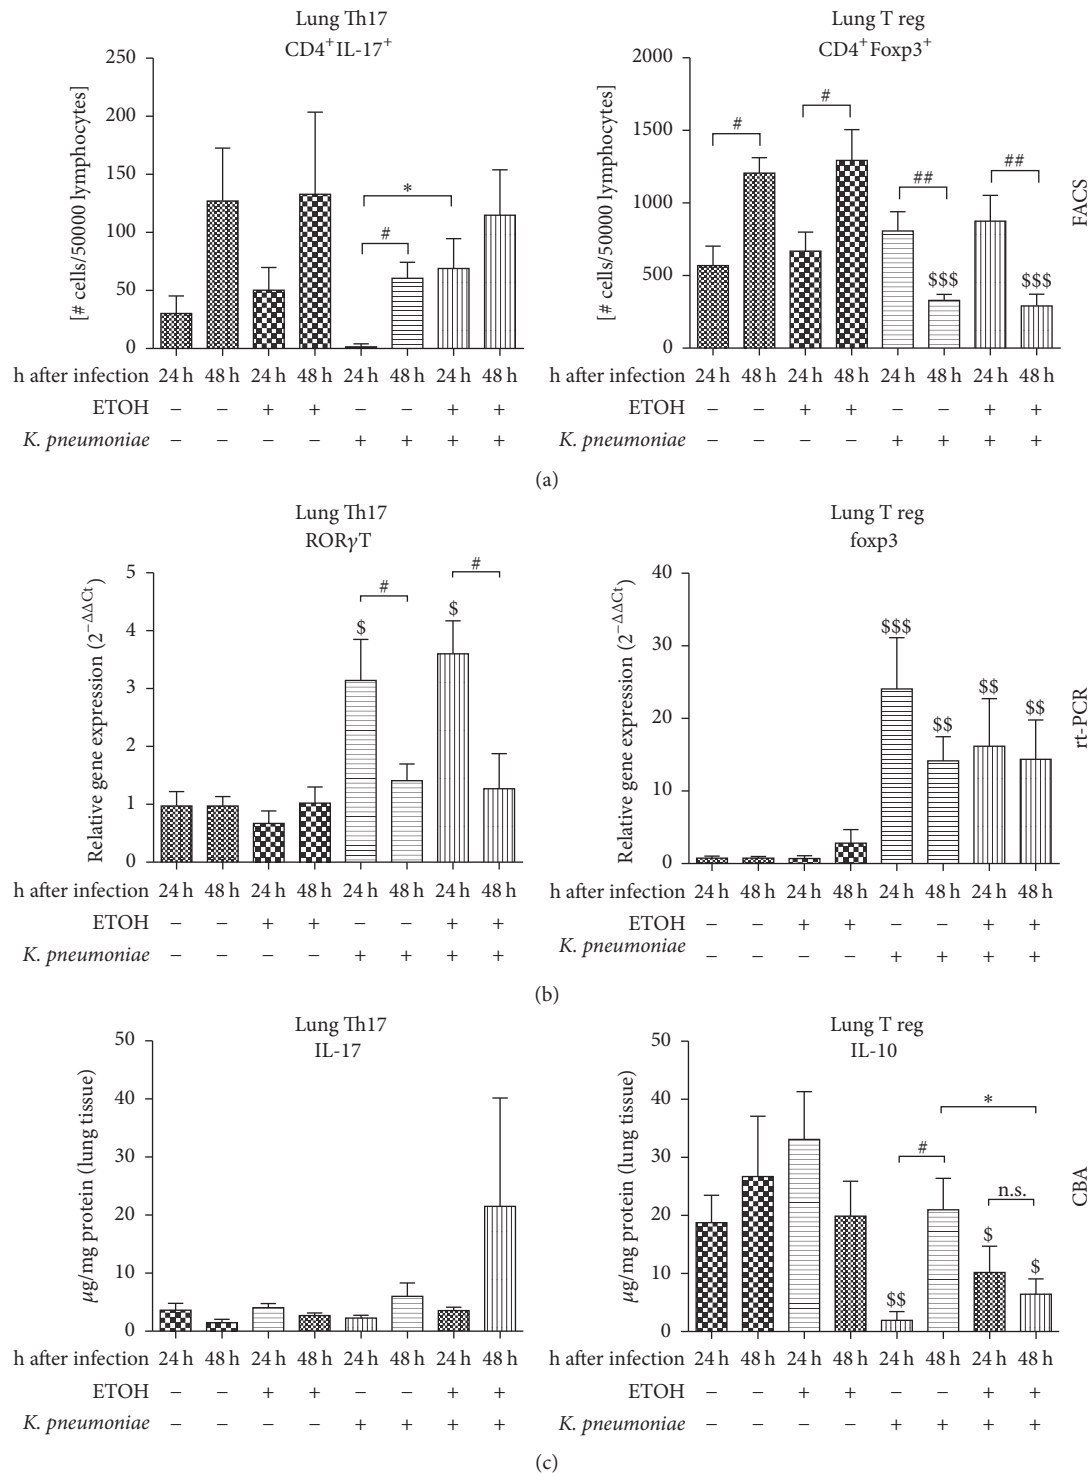 Lung Th17
CD4+IL-17+
[# cells/50000 lymphocytes]
250
200
150
100
50
0
*
#
h after infection 24 h 48 h 24 h 48 h 24 h 48 h 24 h 48 h
ETOH − − + + − − + +
K. pneumoniae − − − − + + + +
Lung T reg
CD4+Foxp3+
[# cells/50000 lymphocytes]
2000
1500
1000
500
0
# # ## ##
$$$ $$$
h after infection 24 h 48 h 24 h 48 h 24 h 48 h 24 h 48 h
ETOH − − + + − − + +
K. pneumoniae − − − − + + + +
FACS
(a)
Lung Th17
RORγT
Relative gene expression (2−ΔΔCt)
5
4
3
2
1
0
# #
$ $
h after infection 24 h 48 h 24 h 48 h 24 h 48 h 24 h 48 h
ETOH − − + + − − + +
K. pneumoniae − − − − + + + +
Lung T reg
foxp3
Relative gene expression (2−ΔΔCt)
40
30
20
10
0
$$$ $$ $$ $$
h after infection 24 h 48 h 24 h 48 h 24 h 48 h 24 h 48 h
ETOH − − + + − − + +
K. pneumoniae − − − − + + + +
rt-PCR
(b)
Lung Th17
IL-17
μg/mg protein (lung tissue)
50
40
30
20
10
0
h after infection 24 h 48 h 24 h 48 h 24 h 48 h 24 h 48 h
ETOH − − + + − − + +
K. pneumoniae − − − − + + + +
Lung T reg
IL-10
μg/mg protein (lung tissue)
50
40
30
20
10
0
*
#
n.s.
$$ $ $
h after infection 24 h 48 h 24 h 48 h 24 h 48 h 24 h 48 h
ETOH − − + + − − + +
K. pneumoniae − − − − + + + +
CBA
(c)